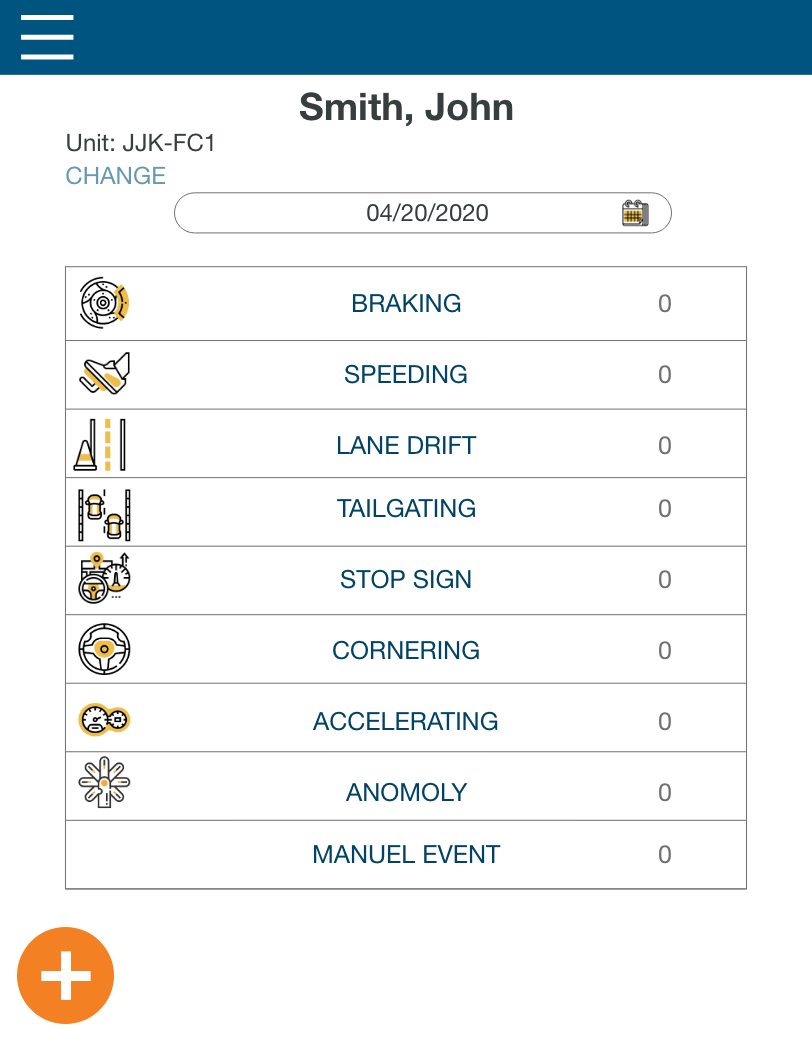 Smith, John
Unit: JJK-FC1
CHANGE
04/20/2020
BRAKING 0
SPEEDING 0
LANE DRIFT 0
TAILGATING 0
STOP SIGN 0
CORNERING 0
ACCELERATING 0
ANOMOLY 0
MANUEL EVENT 0